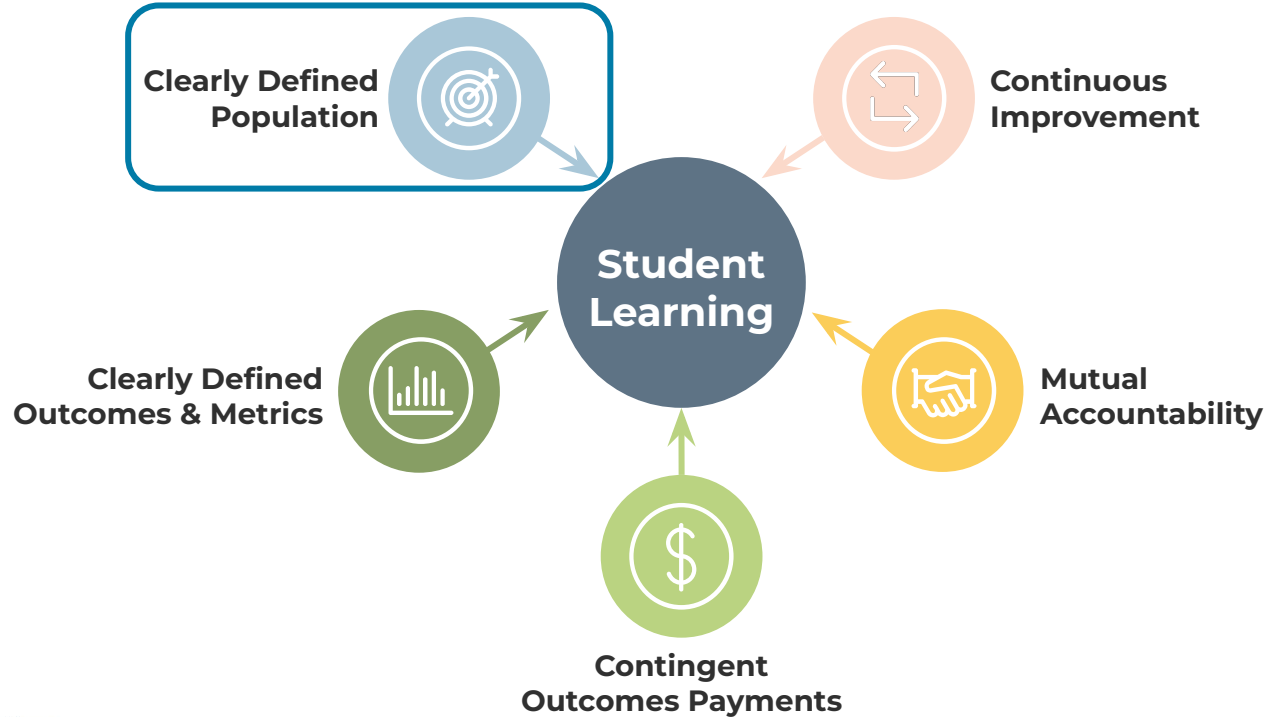 Clearly Defined
Population
Continuous
Improvement
Student
Learning
Clearly Defined
Outcomes & Metrics
Mutual
Accountability
$
Contingent
Outcomes Payments